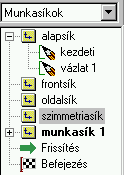 Munkasíkok
alapsík
kezdeti
vázlat 1
frontsík
oldalsík
szimmetriasík
munkasík 1
Frissítés
Befejezés